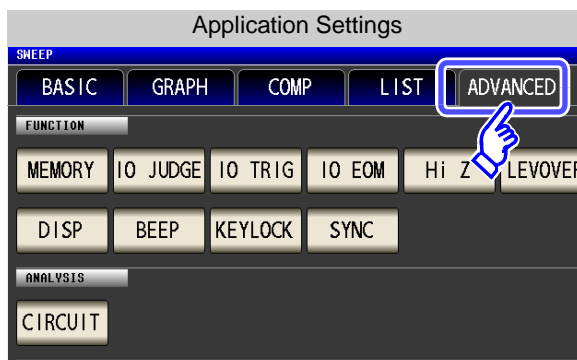 Application Settings
SWEEP
BASIC GRAPH COMP LIST ADVANCED
FUNCTION
MEMORY IO JUDGE IO TRIG IO EOM Hi Z LEVOVER
DISP BEEP KEYLOCK SYNC
ANALYSIS
CIRCUIT